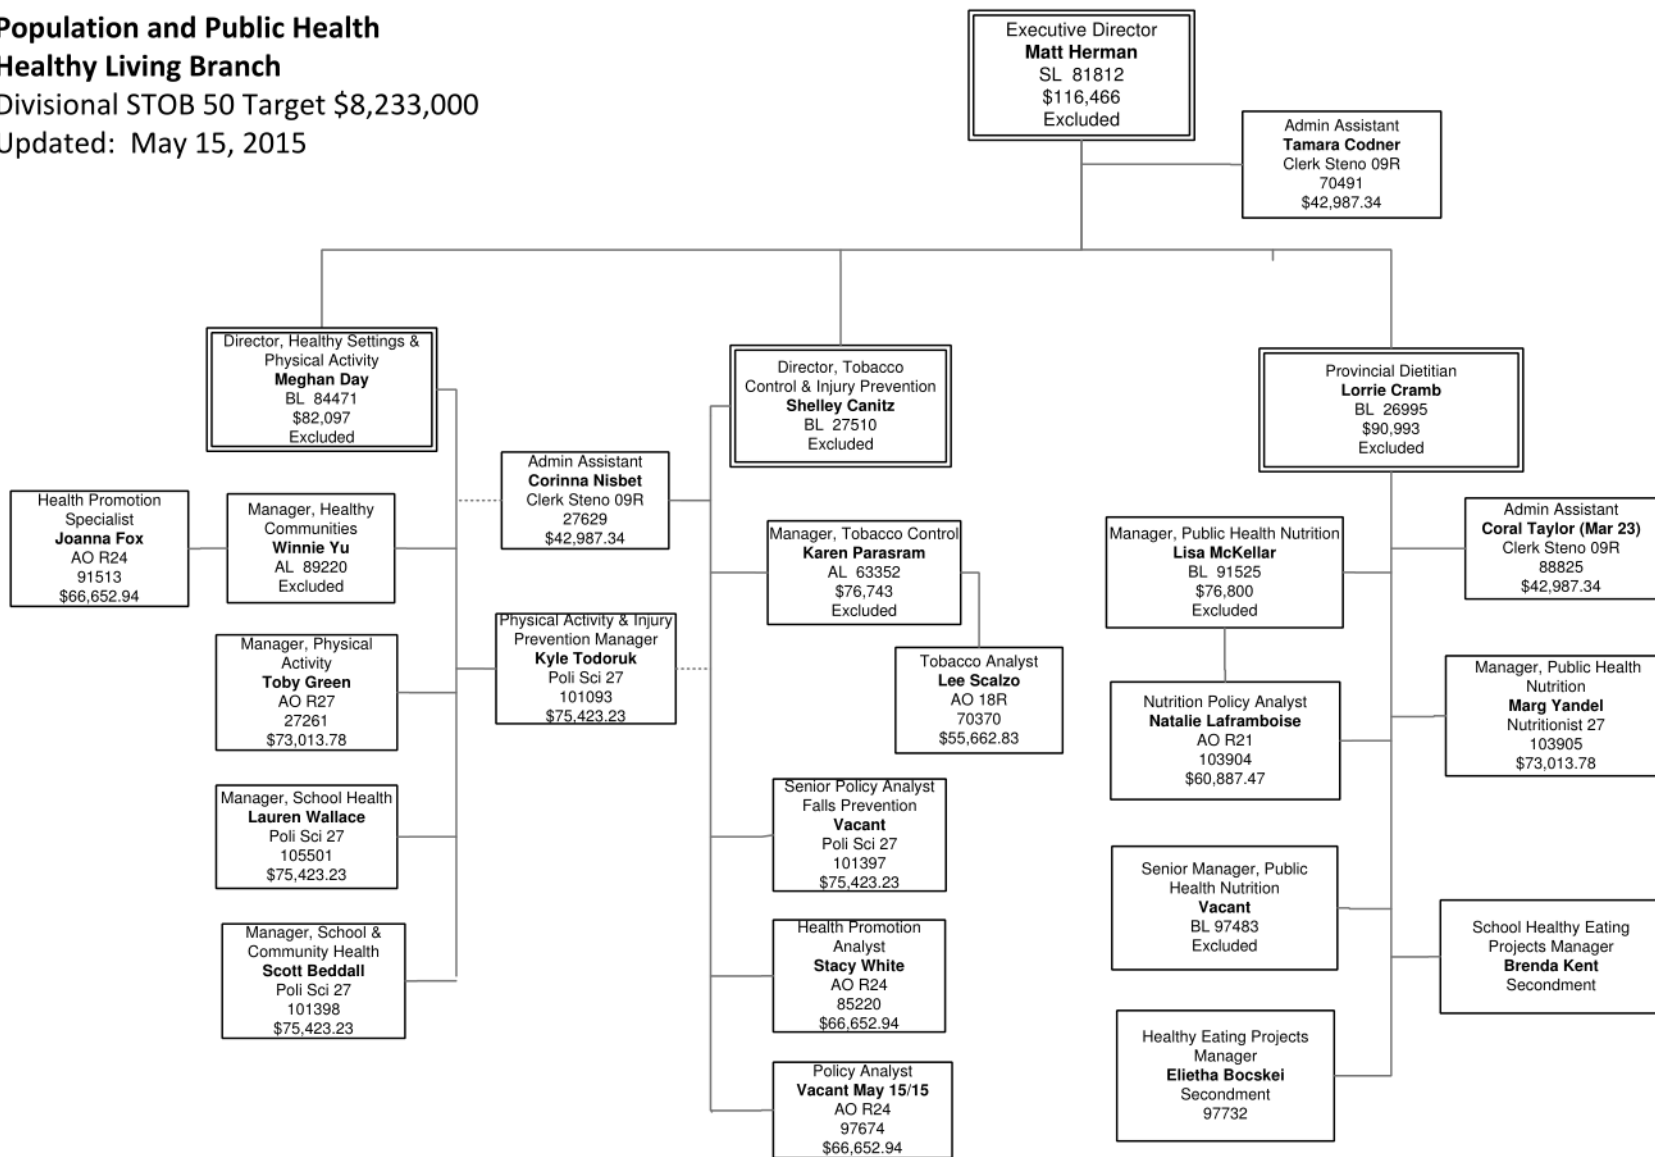 Population and Public Health
Healthy Living Branch
Divisional STOB 50 Target $8,233,000
Updated:  May 15, 2015
Executive Director
Matt Herman
SL  81812
$116,466
Excluded
Admin Assistant
Tamara Codner
Clerk Steno 09R
70491
$42,987.34
Director, Healthy Settings &
Physical Activity
Meghan Day
BL  84471
$82,097
Excluded
Director, Tobacco
Control & Injury Prevention
Shelley Canitz
BL  27510
Excluded
Provincial Dietitian
Lorrie Cramb
BL  26995
$90,993
Excluded
Health Promotion
Specialist
Joanna Fox
AO R24
91513
$66,652.94
Manager, Healthy
Communities
Winnie Yu
AL  89220
Excluded
Admin Assistant
Corinna Nisbet
Clerk Steno 09R
27629
$42,987.34
Manager, Tobacco Control
Karen Parasram
AL  63352
$76,743
Excluded
Manager, Public Health Nutrition
Lisa McKellar
BL  91525
$76,800
Excluded
Admin Assistant
Coral Taylor (Mar 23)
Clerk Steno 09R
88825
$42,987.34
Manager, Physical
Activity
Toby Green
AO R27
27261
$73,013.78
Physical Activity & Injury
Prevention Manager
Kyle Todoruk
Poli Sci 27
101093
$75,423.23
Tobacco Analyst
Lee Scalzo
AO 18R
70370
$55,662.83
Nutrition Policy Analyst
Natalie Laframboise
AO R21
103904
$60,887.47
Manager, Public Health
Nutrition
Marg Yandel
Nutritionist 27
103905
$73,013.78
Manager, School Health
Lauren Wallace
Poli Sci 27
105501
$75,423.23
Senior Policy Analyst
Falls Prevention
Vacant
Poli Sci 27
101397
$75,423.23
Senior Manager, Public
Health Nutrition
Vacant
BL 97483
Excluded
School Healthy Eating
Projects Manager
Brenda Kent
Secondment
Manager, School &
Community Health
Scott Beddall
Poli Sci 27
101398
$75,423.23
Health Promotion
Analyst
Stacy White
AO R24
85220
$66,652.94
Healthy Eating Projects
Manager
Elietha Bocskei
Secondment
97732
Policy Analyst
Vacant May 15/15
AO R24
97674
$66,652.94